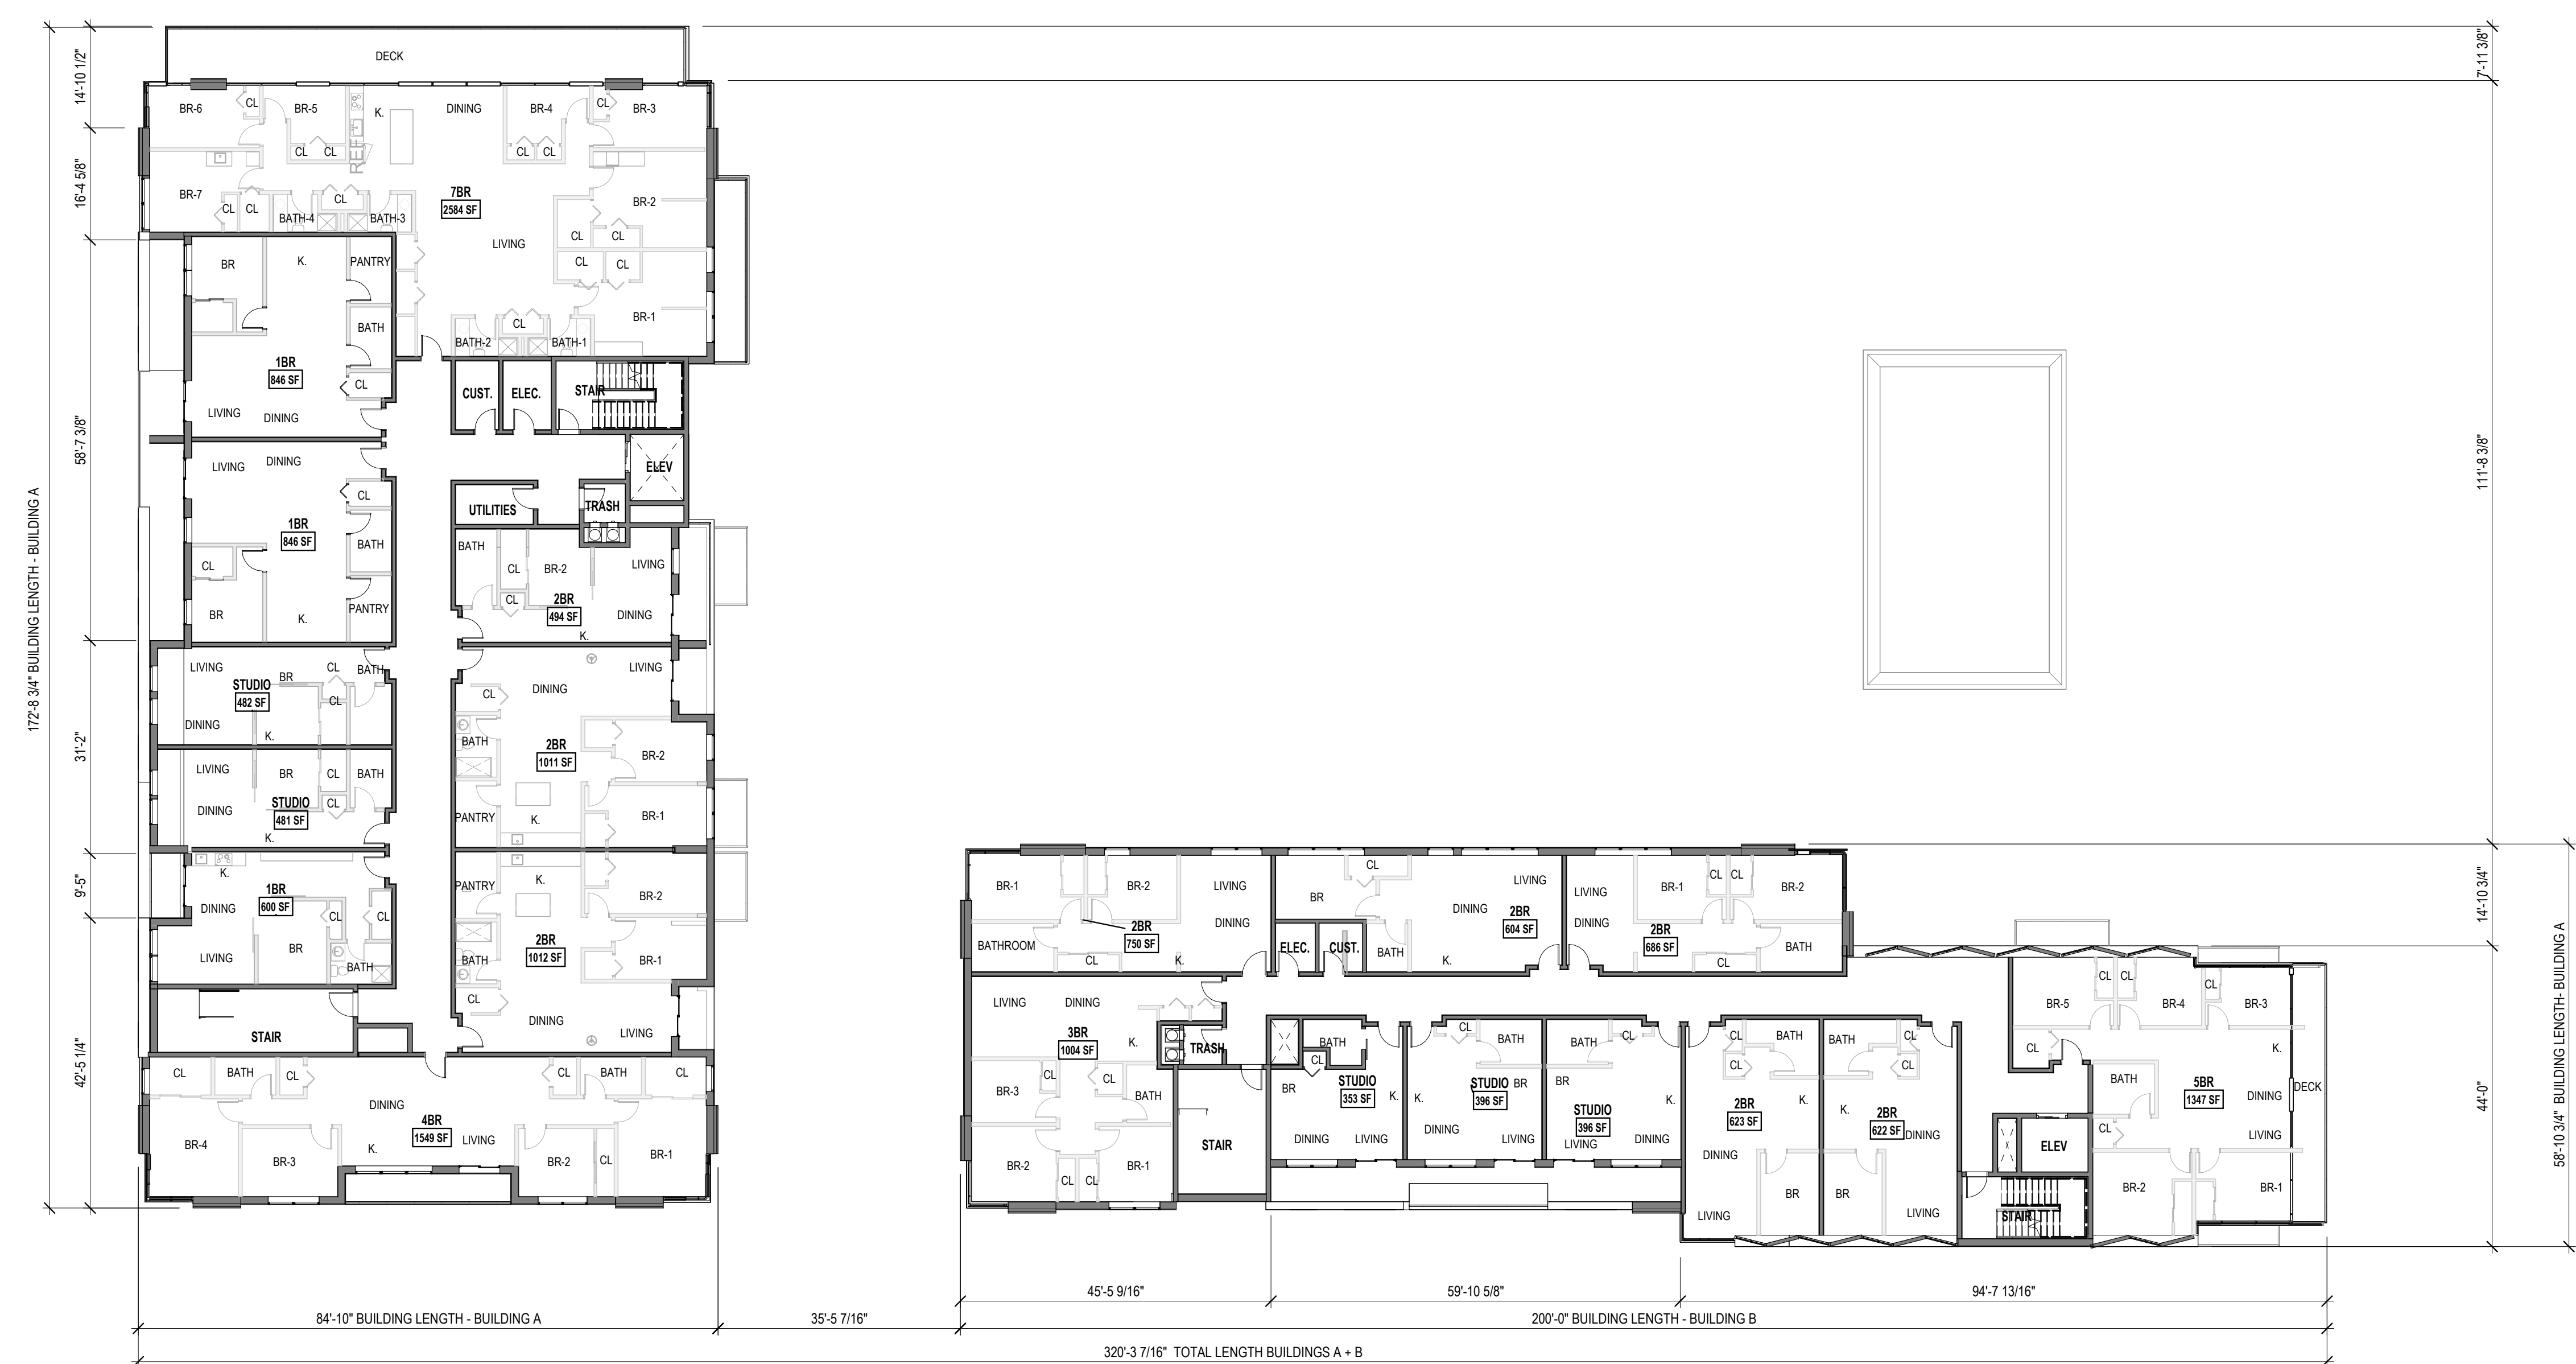 DECK
14'-10 1/2"
7'-11 3/8"
BR-6
CL
BR-5
K.
DINING
BR-4
CL
BR-3
CL
CL
REF
CL
CL
16'-4 5/8"
BR-7
CL
CL
BATH-4
CL
BATH-3
7BR
2584 SF
BR-2
LIVING
CL
CL
CL
CL
BR-1
BATH-2
CL
BATH-1
BR
K.
PANTRY
BATH
1BR
846 SF
CL
LIVING
DINING
CUST.
ELEC.
STAIR
58'-7 3/8"
172'-8 3/4" BUILDING LENGTH - BUILDING A
LIVING
DINING
ELEV
CL
UTILITIES
TRASH
1BR
846 SF
BATH
CL
BR
K.
PANTRY
BATH
CL
BR-2
LIVING
CL
2BR
494 SF
DINING
K.
111'-8 3/8"
LIVING
BR
CL
BATH
STUDIO
482 SF
CL
DINING
K.
LIVING
DINING
CL
31'-2"
BATH
2BR
1011 SF
BR-2
LIVING
BR
CL
BATH
STUDIO
481 SF
CL
DINING
K.
PANTRY
K.
BR-1
9'-5"
K.
1BR
600 SF
DINING
CL
CL
LIVING
BR
BATH
PANTRY
K.
BR-2
2BR
1012 SF
BATH
BR-1
CL
DINING
LIVING
STAIR
42'-5 1/4"
CL
BATH
CL
CL
BATH
CL
DINING
4BR
1549 SF
BR-4
K.
LIVING
BR-3
BR-2
CL
BR-1
BR-1
BR-2
LIVING
DINING
2BR
750 SF
BATHROOM
CL
K.
CL
BR
LIVING
DINING
2BR
604 SF
ELEC.
CUST.
BATH
K.
LIVING
BR-1
CL
CL
BR-2
DINING
2BR
686 SF
BATH
CL
14'-10 3/4"
58'-10 3/4" BUILDING LENGTH- BUILDING A
LIVING
DINING
3BR
1004 SF
K.
TRASH
BR-3
CL
CL
BATH
BR-2
CL
CL
BR-1
STAIR
BATH
CL
STUDIO
353 SF
BR
K.
DINING
LIVING
CL
BATH
STUDIO
396 SF
BR
K.
DINING
LIVING
BATH
CL
BR
K.
STUDIO
396 SF
LIVING
DINING
CL
BATH
CL
2BR
623 SF
K.
DINING
BR
LIVING
BATH
CL
CL
K.
2BR
622 SF
DINING
BR
LIVING
CL
CL
CL
BR-5
BR-4
BR-3
CL
K.
BATH
5BR
1347 SF
DINING
DECK
CL
LIVING
ELEV
BR-2
BR-1
STAIR
44'-0"
45'-5 9/16"
59'-10 5/8"
94'-7 13/16"
84'-10" BUILDING LENGTH - BUILDING A
35'-5 7/16"
200'-0" BUILDING LENGTH - BUILDING B
320'-3 7/16" TOTAL LENGTH BUILDINGS A + B